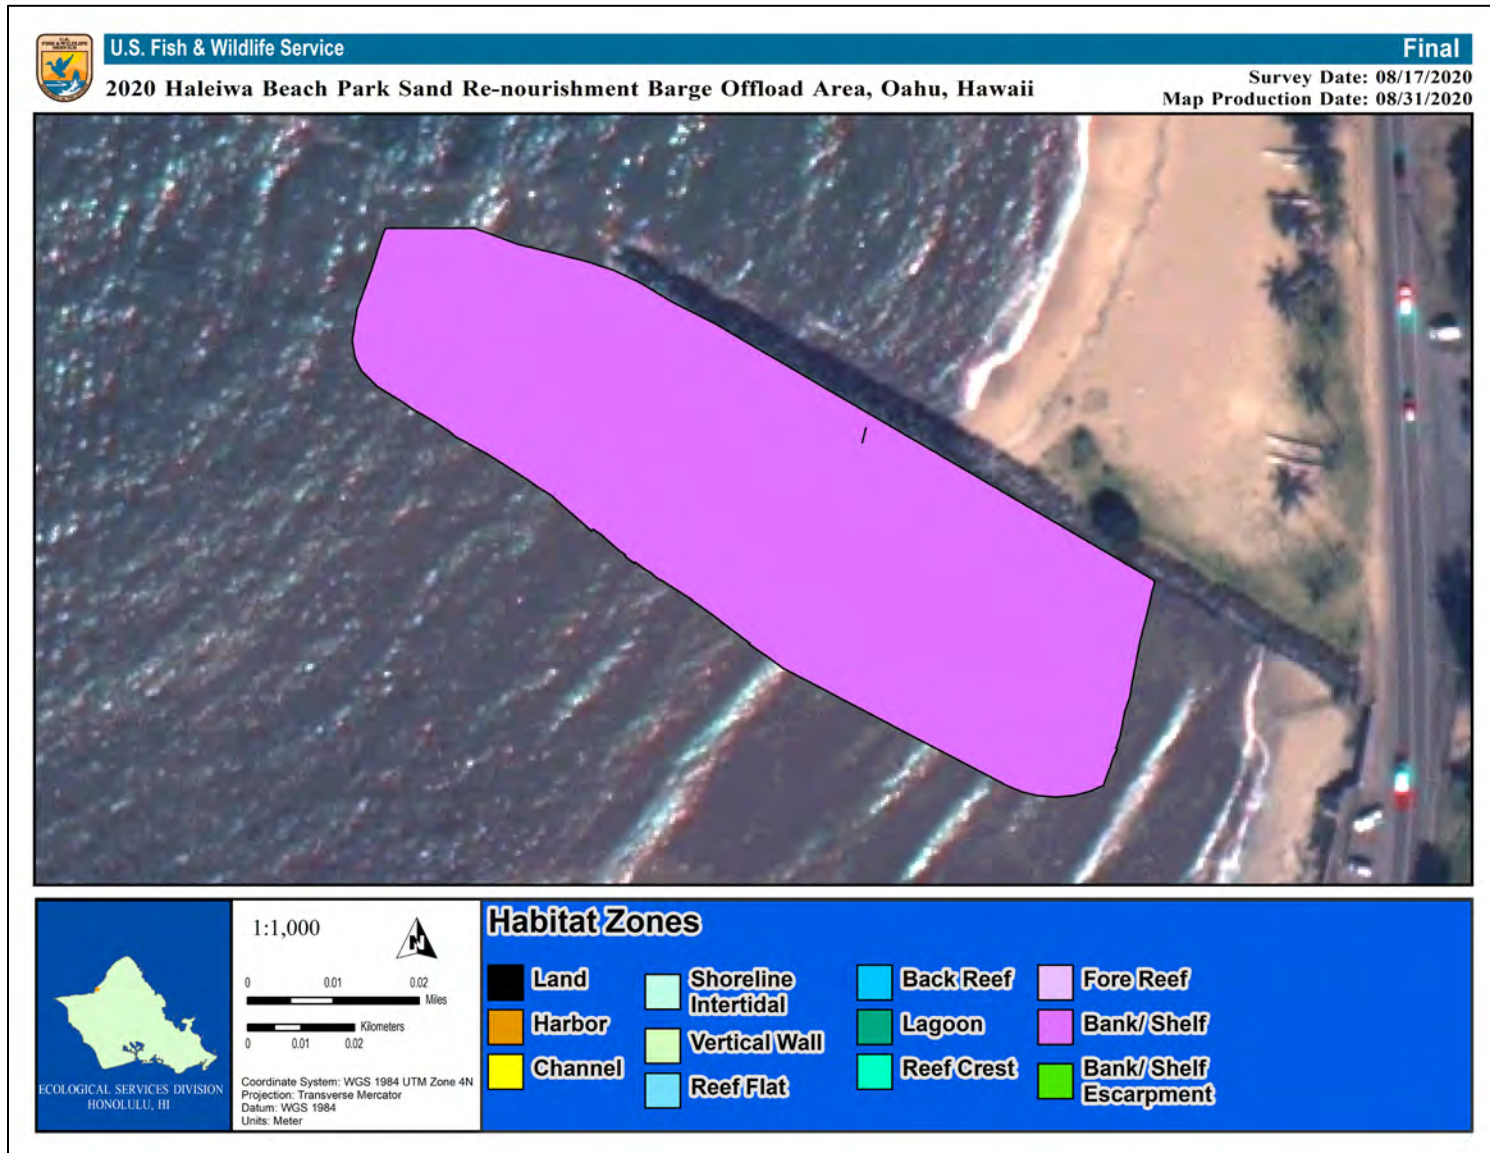 U.S.
FISH & WILDLIFE
SERVICE
U.S. Fish & Wildlife Service
Final
2020 Haleiwa Beach Park Sand Re-nourishment Barge Offload Area, Oahu, Hawaii
Survey Date: 08/17/2020
Map Production Date: 08/31/2020
ECOLOGICAL SERVICES DIVISION
HONOLULU, HI
1:1,000
N
0 0.01 0.02
Miles
Kilometers
0 0.01 0.02
Coordinate System: WGS 1984 UTM Zone 4N
Projection: Transverse Mercator
Datum: WGS 1984
Units: Meter
Habitat Zones
Land
Harbor
Channel
Shoreline
Intertidal
Vertical Wall
Reef Flat
Back Reef
Lagoon
Reef Crest
Fore Reef
Bank/ Shelf
Bank/ Shelf
Escarpment